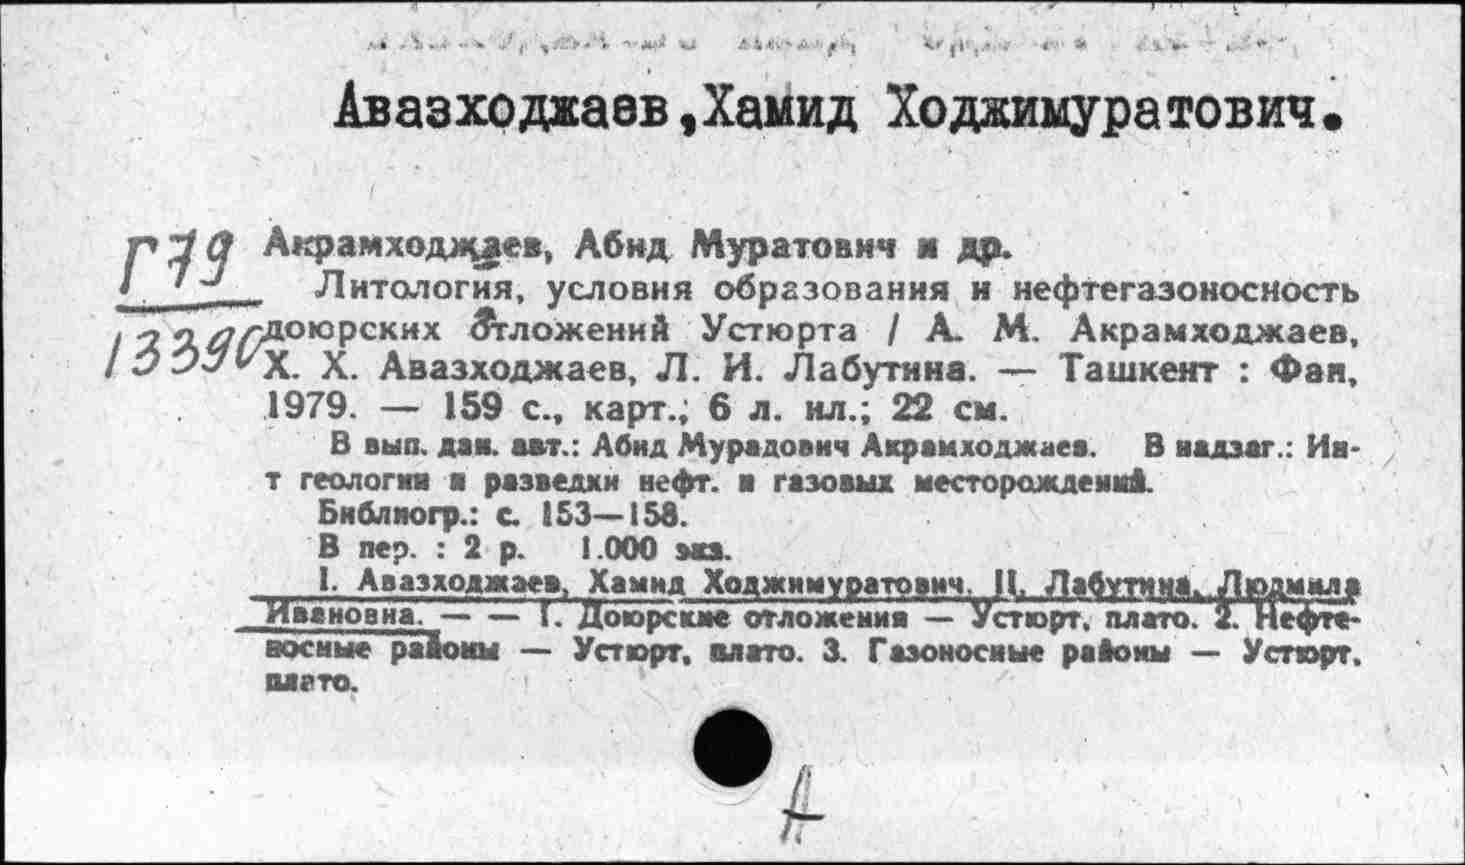 Авазходжаев,Хамид Ходжимуратович.
Г79
13390
Акрамходжаев, Абид Муратович и др.
Литология, условия образования и нефтегазоносность
доюрских отложений Устюрта / А. М. Акрамходжаев,
Х. Х. Авазходжаев, Л. И. Лабутина. — Ташкент : Фан,
1979. — 159 с., карт.; 6 л. ил.; 22 см.
В вып. дан. авт.: Абид Мурадович Акрамходжаев. В надзаг.: Ин-
т геологии и разведки нефт. и газовых месторождений.
Библиогр.: с. 153—158.
В пер. : 2 р. 1.000 экз.
I. Авазходжаев, Хамид Ходжимуратович. II. Лабутина, Людмила
Ивановна. — — 1. Доюрские отложения — Устюрт, плато. 2. Нефте-
носные районы — Устюрт, плато. 3. Газоносные районы — Устюрт,
плато.